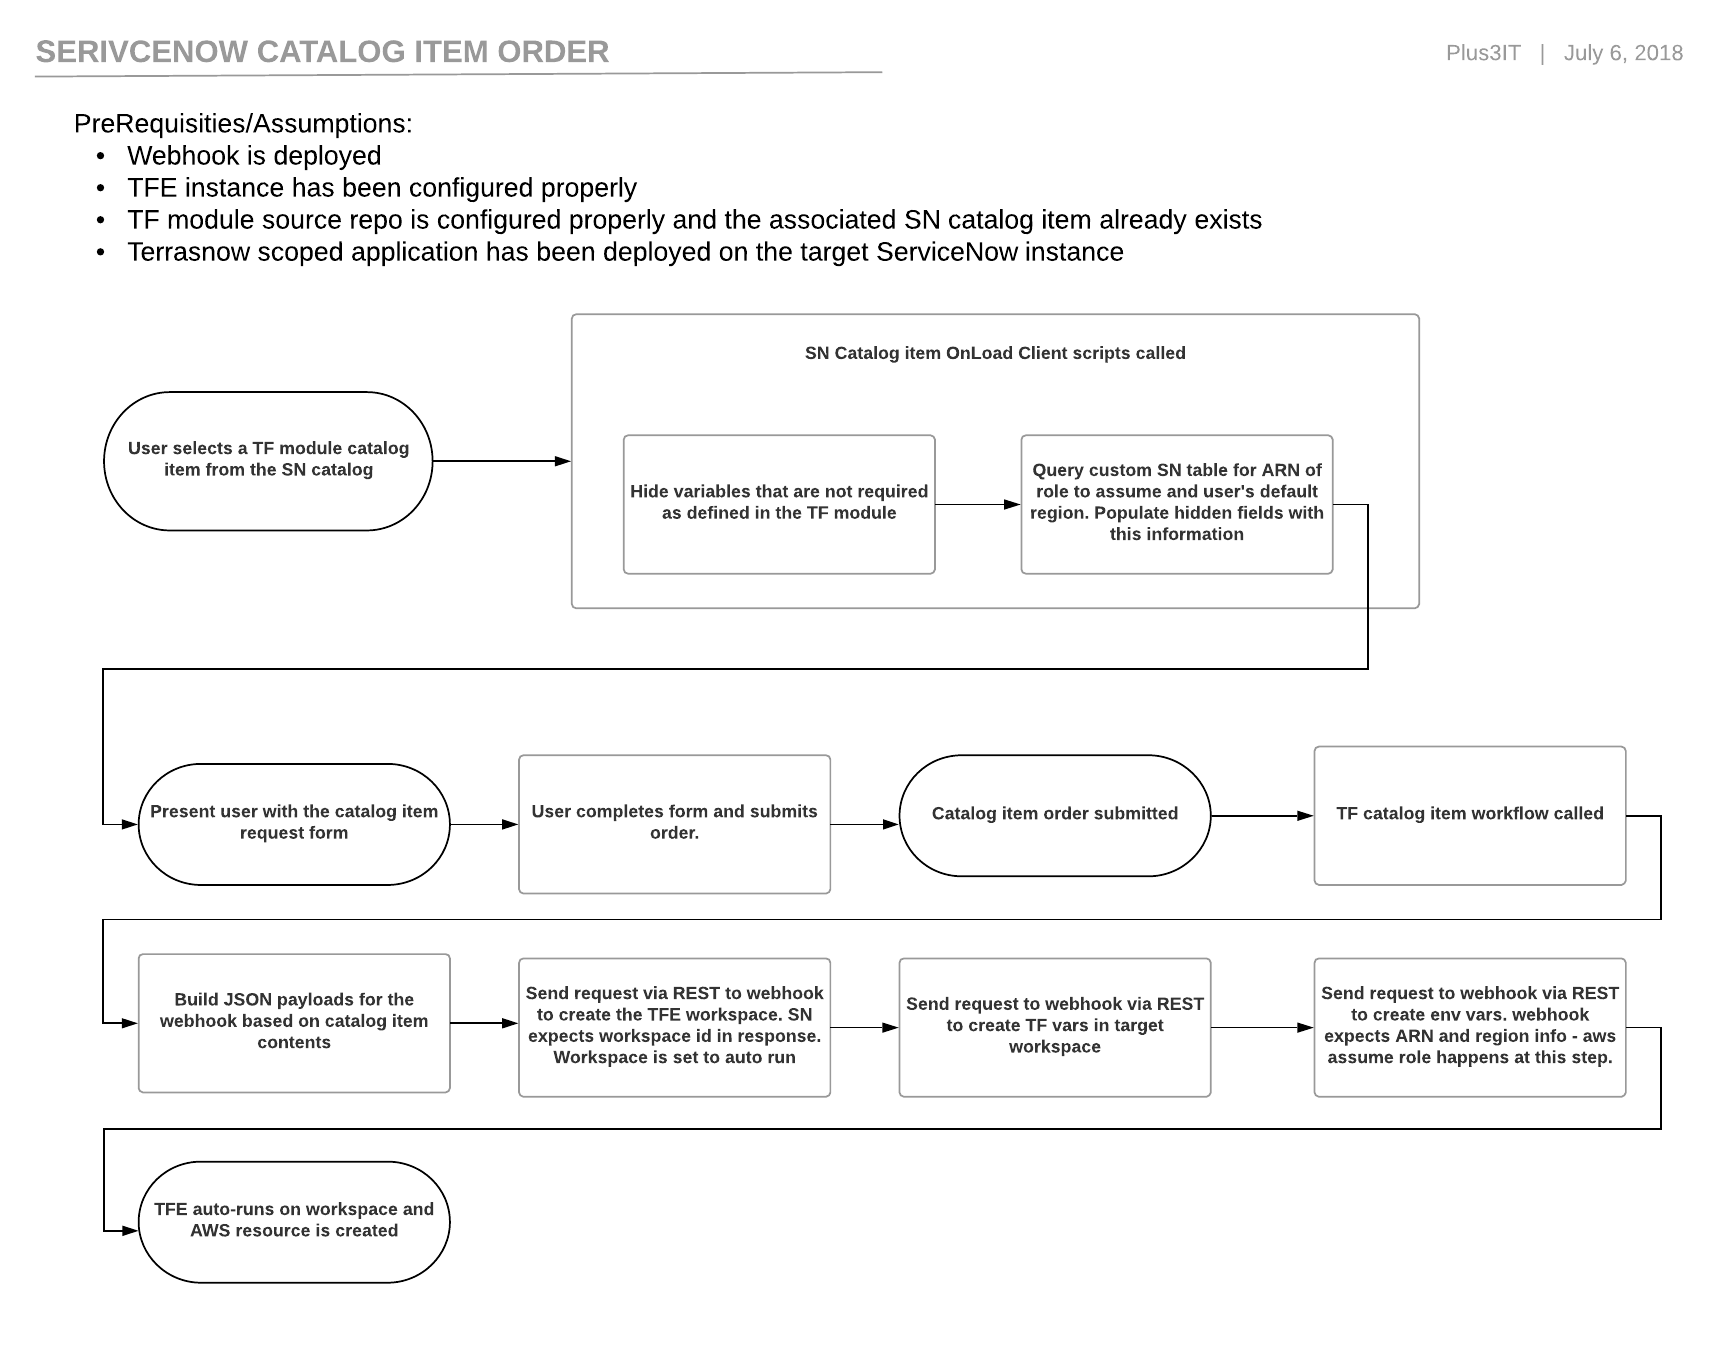 SERIVCENOW CATALOG ITEM ORDER
Plus3IT | July 6, 2018
PreRequisities/Assumptions:
• Webhook is deployed
• TFE instance has been configured properly
• TF module source repo is configured properly and the associated SN catalog item already exists
• Terrasnow scoped application has been deployed on the target ServiceNow instance
SN Catalog item OnLoad Client scripts called
User selects a TF module catalog
item from the SN catalog
Hide variables that are not required
as defined in the TF module
Query custom SN table for ARN of
role to assume and user's default
region. Populate hidden fields with
this information
Present user with the catalog item
request form
User completes form and submits
order.
Catalog item order submitted
TF catalog item workflow called
Build JSON payloads for the
webhook based on catalog item
contents
Send request via REST to webhook
to create the TFE workspace. SN
expects workspace id in response.
Workspace is set to auto run
Send request to webhook via REST
to create TF vars in target
workspace
Send request to webhook via REST
to create env vars. webhook
expects ARN and region info - aws
assume role happens at this step.
TFE auto-runs on workspace and
AWS resource is created